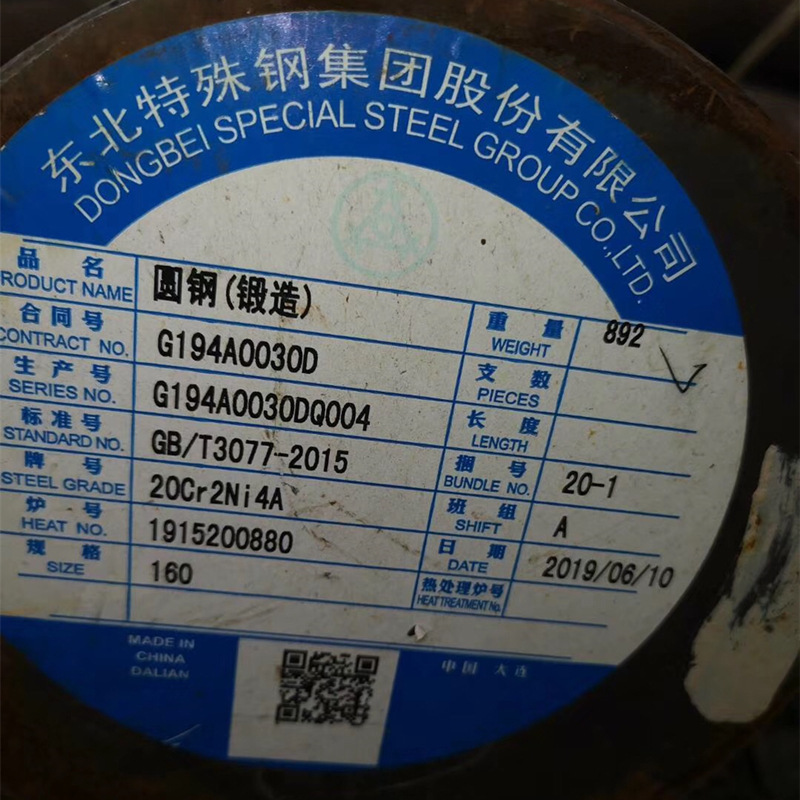 东北特殊钢集团股份有限公司
DONGBEI SPECIAL STEEL GROUP CO.,LTD.
品 名
PRODUCT NAME
圆钢(锻造)
重 量
WEIGHT
892
合同号
CONTRACT NO.
G194A0030D
支 数
PIECES
生产号
SERIES NO.
G194A0030DQ004
长 度
LENGTH
标准号
STANDARD NO.
GB/T3077-2015
捆 号
BUNDLE NO.
20-1
牌 号
STEEL GRADE
20Cr2Ni4A
班 组
SHIFT
A
炉 号
HEAT NO.
1915200880
日 期
DATE
2019/06/10
规 格
SIZE
160
热处理炉号
HEAT TREATMENT No.
MADE IN
CHINA
DALIAN
中国 大连